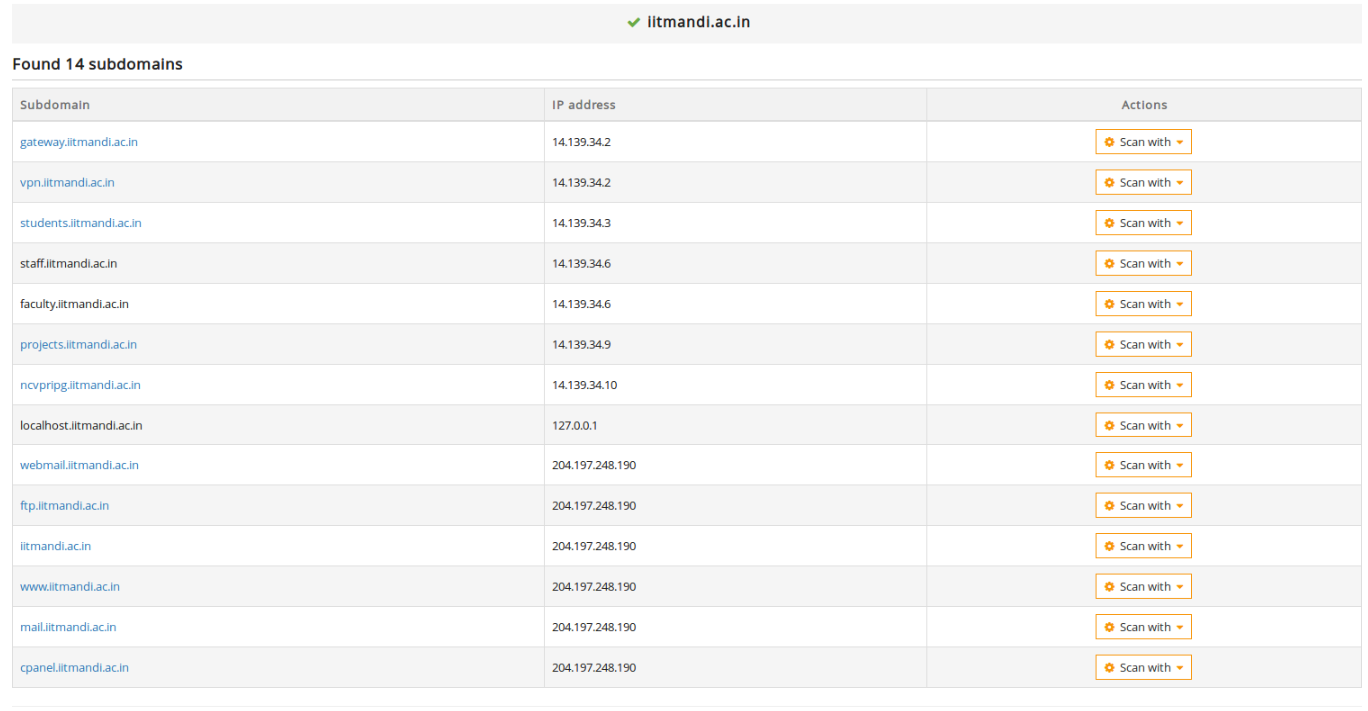 iitmandi.ac.in
Found 14 subdomains
Subdomain IP address Actions
gateway.iitmandi.ac.in 14.139.34.2 Scan with
vpn.iitmandi.ac.in 14.139.34.2 Scan with
students.iitmandi.ac.in 14.139.34.3 Scan with
staff.iitmandi.ac.in 14.139.34.6 Scan with
faculty.iitmandi.ac.in 14.139.34.6 Scan with
projects.iitmandi.ac.in 14.139.34.9 Scan with
ncvpripg.iitmandi.ac.in 14.139.34.10 Scan with
localhost.iitmandi.ac.in 127.0.0.1 Scan with
webmail.iitmandi.ac.in 204.197.248.190 Scan with
ftp.iitmandi.ac.in 204.197.248.190 Scan with
iitmandi.ac.in 204.197.248.190 Scan with
www.iitmandi.ac.in 204.197.248.190 Scan with
mail.iitmandi.ac.in 204.197.248.190 Scan with
cpanel.iitmandi.ac.in 204.197.248.190 Scan with